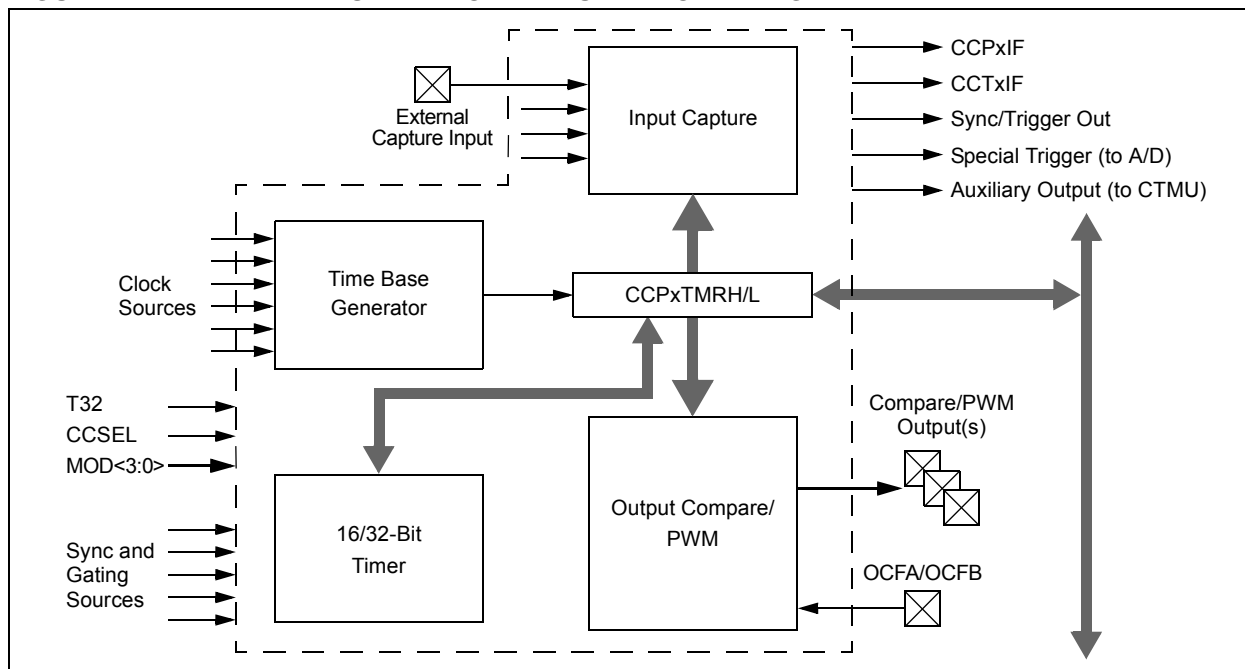 CCPxIF
CCTxIF
Sync/Trigger Out
Special Trigger (to A/D)
Auxiliary Output (to CTMU)
External
Capture Input
Input Capture
Clock
Sources
Time Base
Generator
CCPxTMRH/L
T32
CCSEL
MOD<3:0>
Sync and
Gating
Sources
16/32-Bit
Timer
Output Compare/
PWM
Compare/PWM
Output(s)
OCFA/OCFB